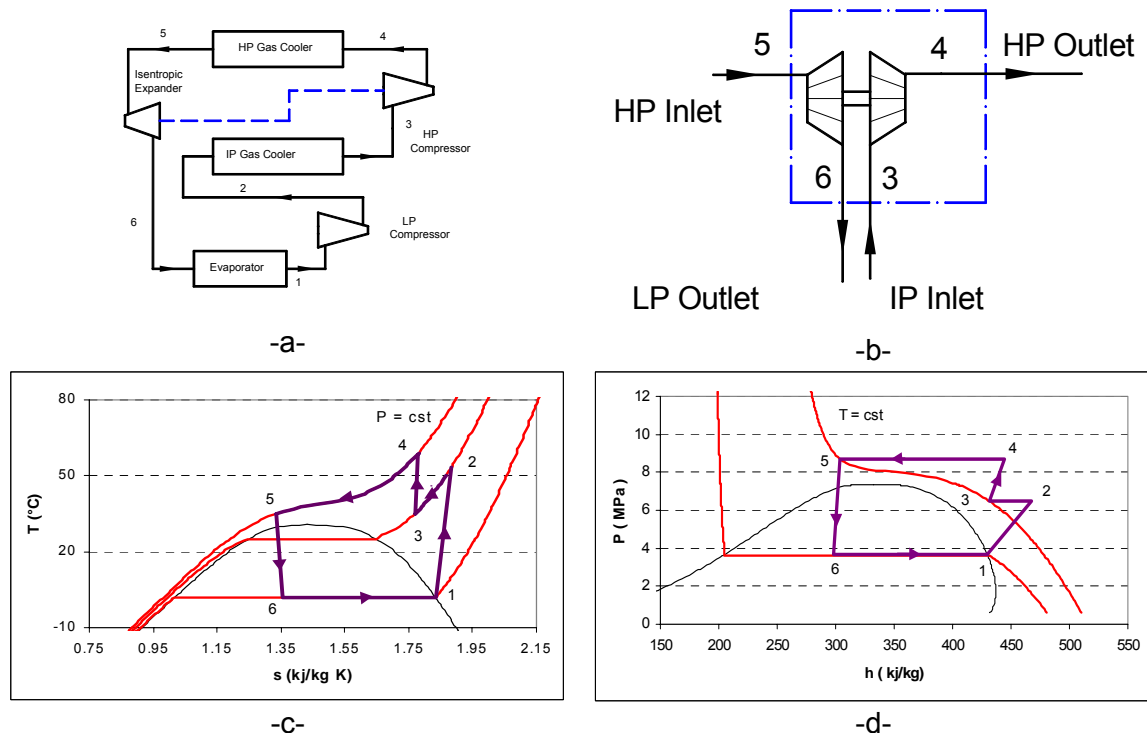 5
HP Gas Cooler
4
Isentropic
Expander
3
HP
Compressor
IP Gas Cooler
2
6
LP
Compressor
Evaporator
1
-a-
5
4
HP Outlet
HP Inlet
6
3
LP Outlet
IP Inlet
-b-
80
50
20
-10
T (°C)
P = cst
4
2
5
3
6
1
0.75
0.95
1.15
1.35
1.55
1.75
1.95
2.15
s (kj/kg K)
-c-
12
10
8
6
4
2
0
P ( MPa)
T = cst
4
5
3
2
6
1
150
200
250
300
350
400
450
500
550
h ( kj/kg)
-d-